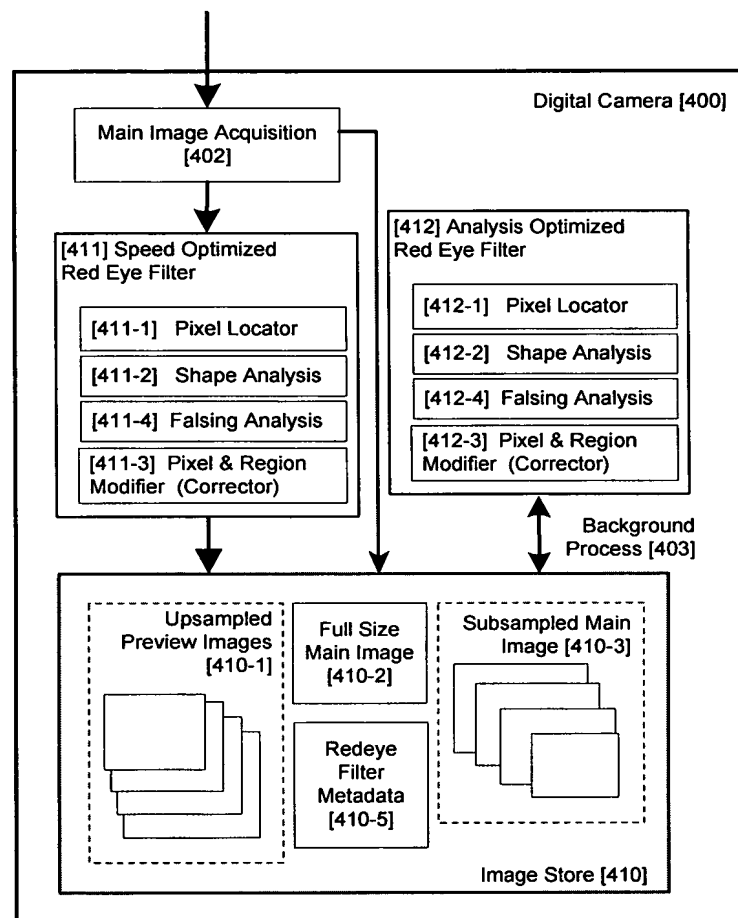 Digital Camera [400]
Main Image Acquisition
[402]
[411] Speed Optimized
Red Eye Filter
[411-1] Pixel Locator
[411-2] Shape Analysis
[411-4] Falsing Analysis
[411-3] Pixel & Region
Modifier (Corrector)
[412] Analysis Optimized
Red Eye Filter
[412-1] Pixel Locator
[412-2] Shape Analysis
[412-4] Falsing Analysis
[412-3] Pixel & Region
Modifier (Corrector)
Background
Process [403]
Upsampled
Preview Images
[410-1]
Full Size
Main Image
[410-2]
Subsampled Main
Image [410-3]
Redeye
Filter
Metadata
[410-5]
Image Store [410]